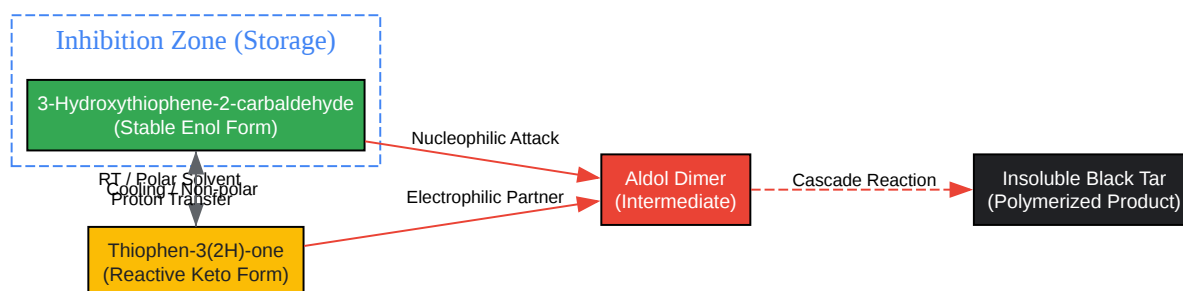 Inhibition Zone (Storage)
3-Hydroxythiophene-2-carbaldehyde
(Stable Enol Form)
Nucleophilic Attack
RT / Polar Solvent
Cooling / Non-polar
Proton Transfer
Aldol Dimer
(Intermediate)
Cascade Reaction
Insoluble Black Tar
(Polymerized Product)
Electrophilic Partner
Thiophen-3(2H)-one
(Reactive Keto Form)